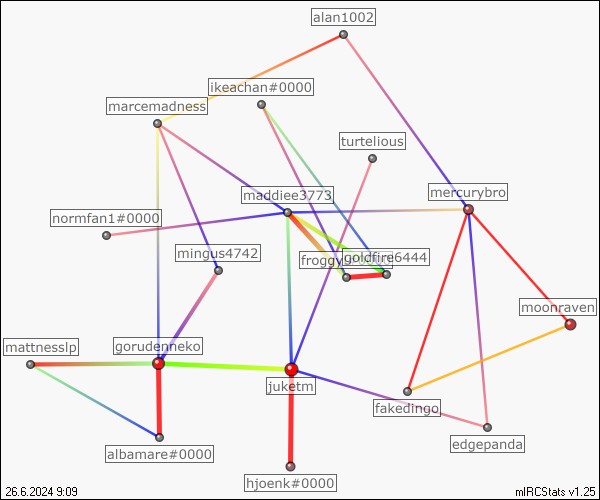 alan1002
ikeachan#0000
marcemadness
turtelious
mercurybro
maddiee3773
normfan1#0000
mingus4742
froggy
goldfire6444
moonraven
gorudenneko
mattnesslp
juketm
fakedingo
edgepanda
albamare#0000
hjoenk#0000
26.6.2024 9:09
mIRCStats v1.25